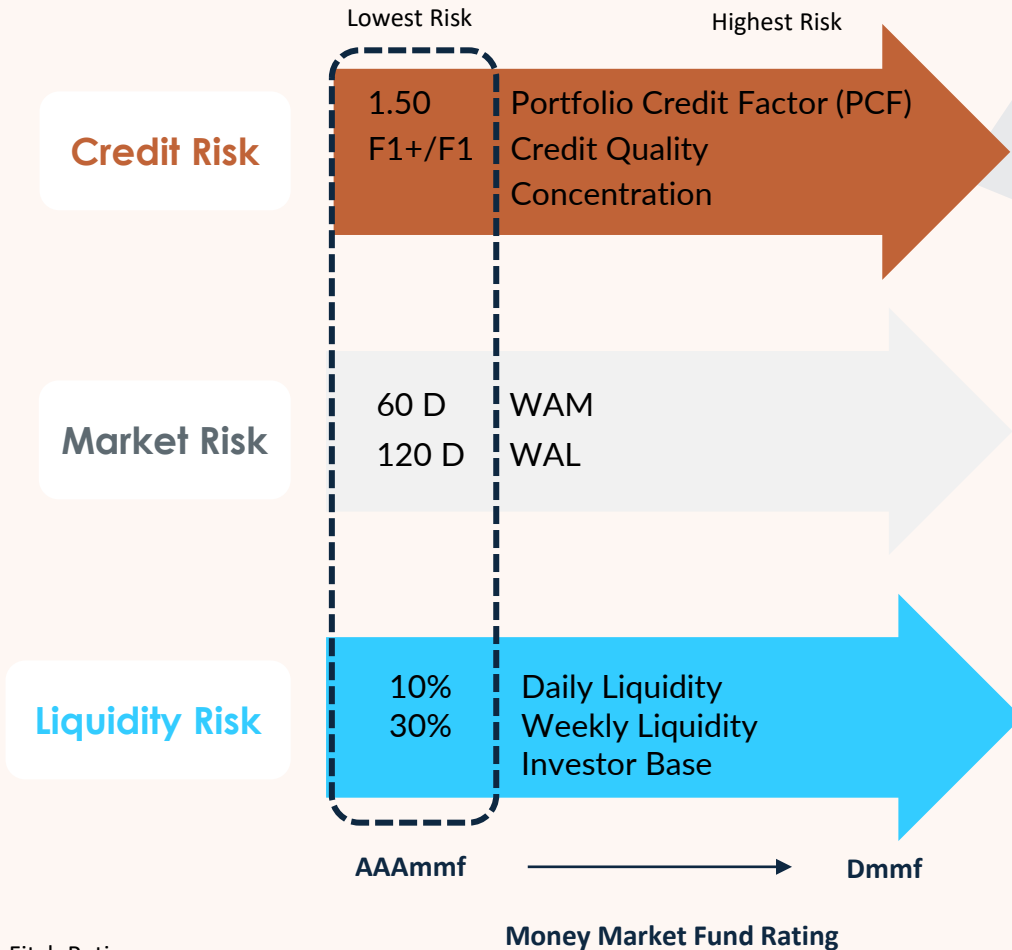 Lowest Risk
Highest Risk
Credit Risk
1.50 Portfolio Credit Factor (PCF)
F1+/F1 Credit Quality
Concentration
Market Risk
60 D WAM
120 D WAL
Liquidity Risk
10% Daily Liquidity
30% Weekly Liquidity
Investor Base
AAAmmf
Dmmf
Money Market Fund Rating